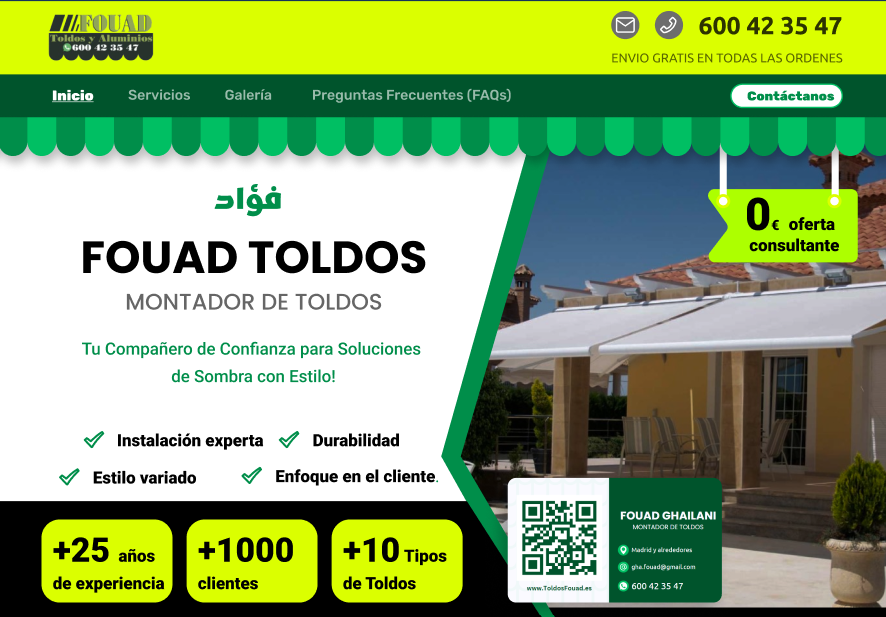 FOUAD
Toldos y Aluminios
600 42 35 47
600 42 35 47
ENVIO GRATIS EN TODAS LAS ORDENES
Inicio
Servicios
Galería
Preguntas Frecuentes (FAQs)
Contáctanos
0€ oferta
consultante
فؤاد
FOUAD TOLDOS
MONTADOR DE TOLDOS
Tu Compañero de Confianza para Soluciones
de Sombra con Estilo!
Instalación experta
Durabilidad
Estilo variado
Enfoque en el cliente.
+25 años
de experiencia
+1000
clientes
+10 Tipos
de Toldos
www.ToldosFouad.es
FOUAD GHAILANI
MONTADOR DE TOLDOS
Madrid y alrededores
gha.fouad@gmail.com
600 42 35 47